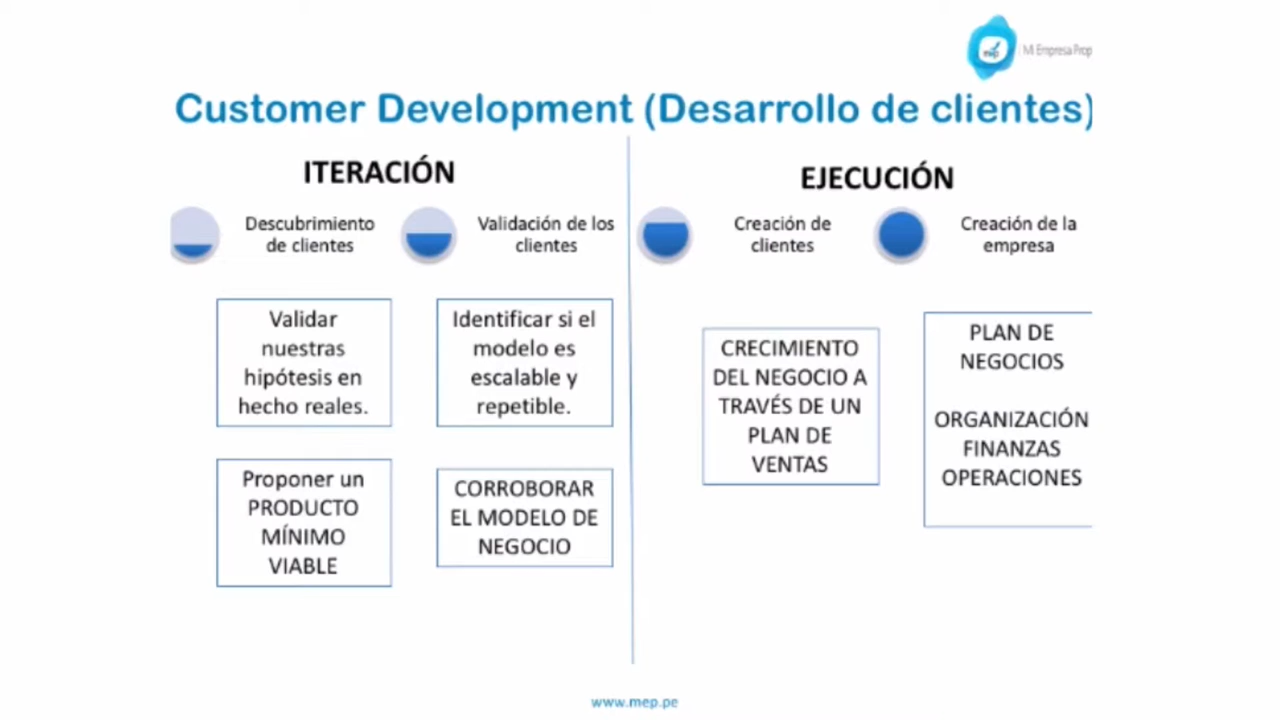 mep
Mi Empresa Prop
Customer Development (Desarrollo de clientes)
ITERACIÓN
Descubrimiento
de clientes
Validación de los
clientes
Validar
nuestras
hipótesis en
hecho reales.
Identificar si el
modelo es
escalable y
repetible.
Proponer un
PRODUCTO
MÍNIMO
VIABLE
CORROBORAR
EL MODELO DE
NEGOCIO
EJECUCIÓN
Creación de
clientes
Creación de la
empresa
CRECIMIENTO
DEL NEGOCIO A
TRAVÉS DE UN
PLAN DE
VENTAS
PLAN DE
NEGOCIOS
ORGANIZACIÓN
FINANZAS
OPERACIONES
www.mep.pe